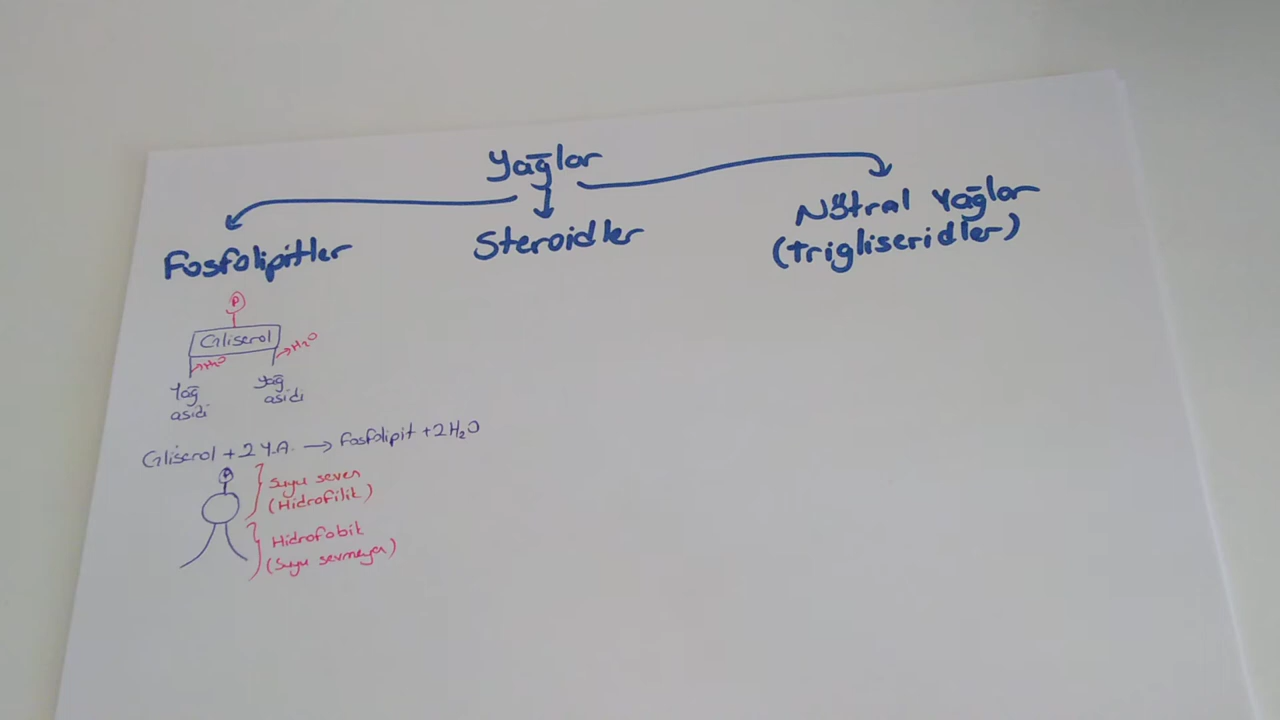 Yağlar
Fosfolipitler
Steroidler
Nötral Yağlar
(trigliseridler)
P
Gliserol
H2O
H2O
Yağ
asidi
Yağ
asidi
Gliserol + 2 Y.A. → Fosfolipit + 2H2O
P
Suyu seven
(Hidrofilik)
Hidrofobik
(Suyu sevmeyen)